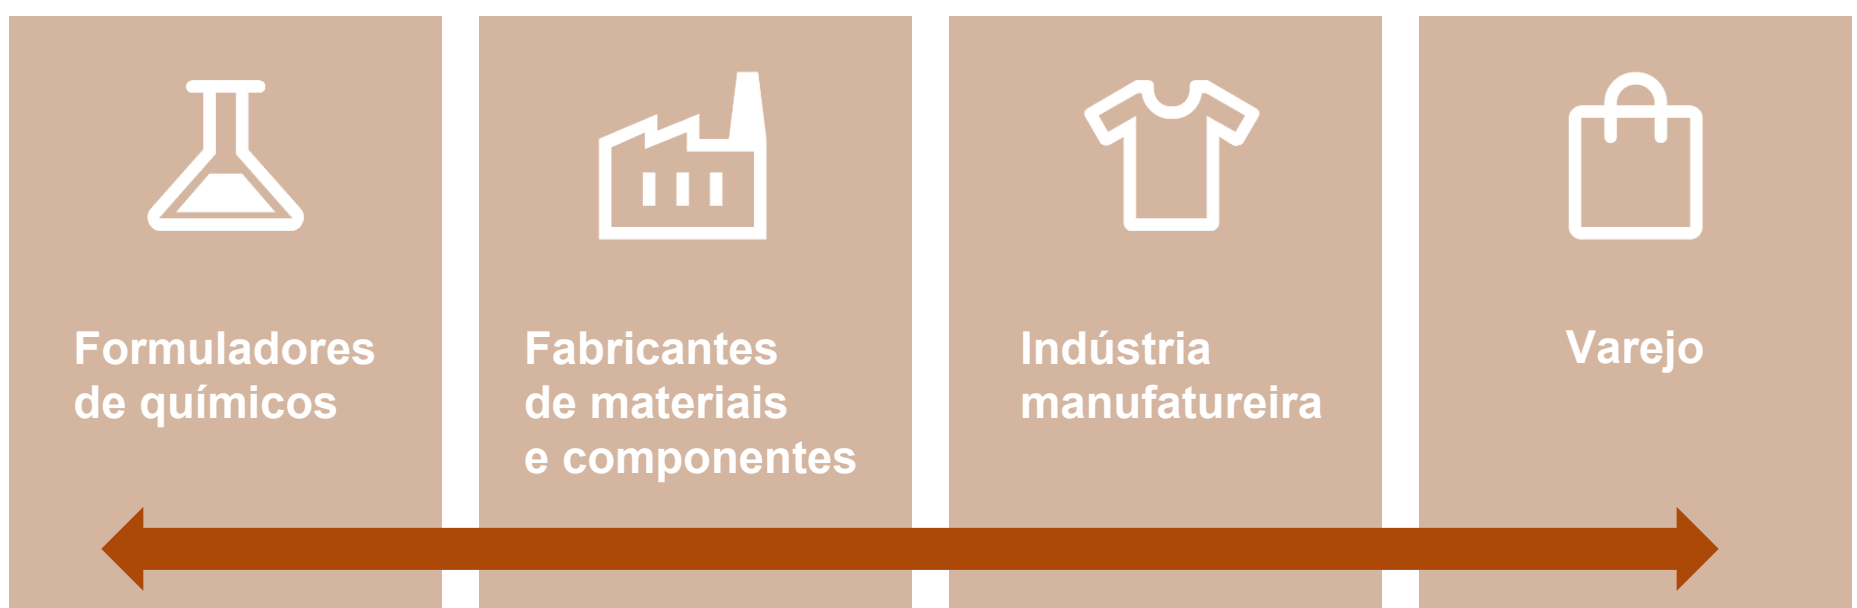 Formuladores
de químicos
Fabricantes
de materiais
e componentes
Indústria
manufatureira
Varejo